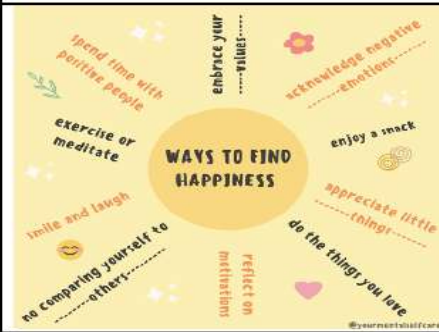 WAYS TO FIND
HAPPINESS
embrace your
values
acknowledge negative
emotions
enjoy a snack
appreciate little
things
do the things you love
reflect on
motivations
no comparing yourself to
others
smile and laugh
exercise or
meditate
spend time with
positive people
@yourmentalselfcare